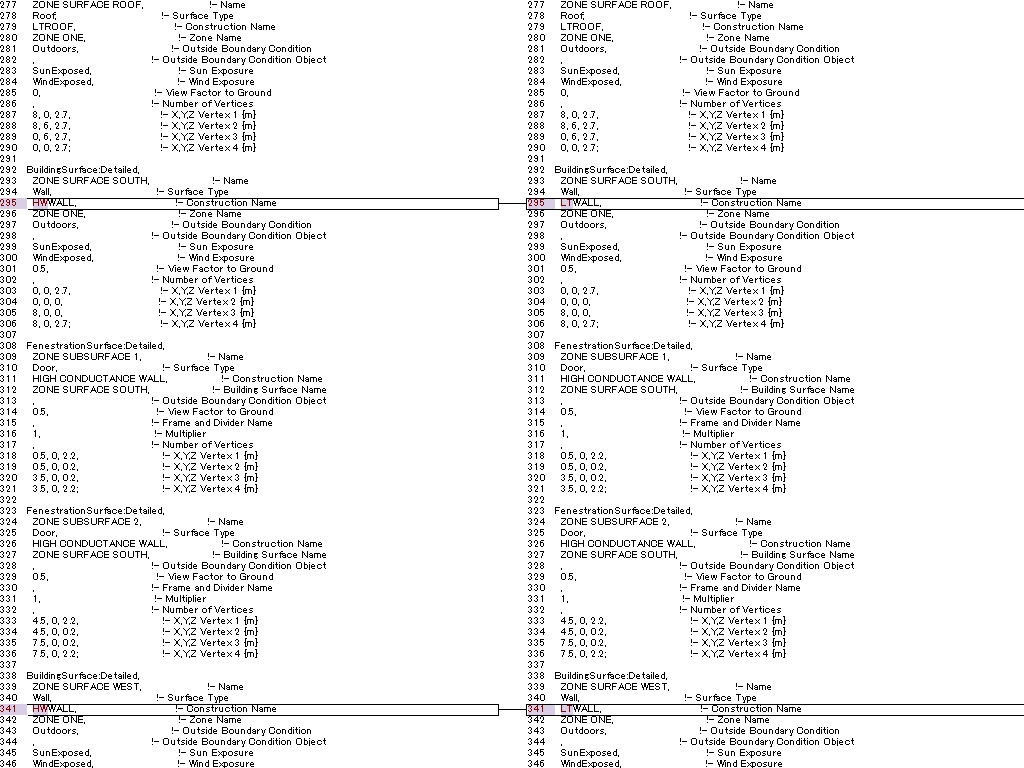 277 ZONE SURFACE ROOF, !- Name
278 Roof, !- Surface Type
279 LTROOF, !- Construction Name
280 ZONE ONE, !- Zone Name
281 Outdoors, !- Outside Boundary Condition
282 , !- Outside Boundary Condition Object
283 SunExposed, !- Sun Exposure
284 WindExposed, !- Wind Exposure
285 0, !- View Factor to Ground
286 , !- Number of Vertices
287 8, 0, 2.7, !- X,Y,Z Vertex 1 {m}
288 8, 6, 2.7, !- X,Y,Z Vertex 2 {m}
289 0, 6, 2.7, !- X,Y,Z Vertex 3 {m}
290 0, 0, 2.7; !- X,Y,Z Vertex 4 {m}
291
292 BuildingSurface:Detailed,
293 ZONE SURFACE SOUTH, !- Name
294 Wall, !- Surface Type
295 HWWALL, !- Construction Name
296 ZONE ONE, !- Zone Name
297 Outdoors, !- Outside Boundary Condition
298 , !- Outside Boundary Condition Object
299 SunExposed, !- Sun Exposure
300 WindExposed, !- Wind Exposure
301 0.5, !- View Factor to Ground
302 , !- Number of Vertices
303 0, 0, 2.7, !- X,Y,Z Vertex 1 {m}
304 0, 0, 0, !- X,Y,Z Vertex 2 {m}
305 8, 0, 0, !- X,Y,Z Vertex 3 {m}
306 8, 0, 2.7; !- X,Y,Z Vertex 4 {m}
307
308 FenestrationSurface:Detailed,
309 ZONE SUBSURFACE 1, !- Name
310 Door, !- Surface Type
311 HIGH CONDUCTANCE WALL, !- Construction Name
312 ZONE SURFACE SOUTH, !- Building Surface Name
313 , !- Outside Boundary Condition Object
314 0.5, !- View Factor to Ground
315 , !- Frame and Divider Name
316 1, !- Multiplier
317 , !- Number of Vertices
318 0.5, 0, 2.2, !- X,Y,Z Vertex 1 {m}
319 0.5, 0, 0.2, !- X,Y,Z Vertex 2 {m}
320 3.5, 0, 0.2, !- X,Y,Z Vertex 3 {m}
321 3.5, 0, 2.2; !- X,Y,Z Vertex 4 {m}
322
323 FenestrationSurface:Detailed,
324 ZONE SUBSURFACE 2, !- Name
325 Door, !- Surface Type
326 HIGH CONDUCTANCE WALL, !- Construction Name
327 ZONE SURFACE SOUTH, !- Building Surface Name
328 , !- Outside Boundary Condition Object
329 0.5, !- View Factor to Ground
330 , !- Frame and Divider Name
331 1, !- Multiplier
332 , !- Number of Vertices
333 4.5, 0, 2.2, !- X,Y,Z Vertex 1 {m}
334 4.5, 0, 0.2, !- X,Y,Z Vertex 2 {m}
335 7.5, 0, 0.2, !- X,Y,Z Vertex 3 {m}
336 7.5, 0, 2.2; !- X,Y,Z Vertex 4 {m}
337
338 BuildingSurface:Detailed,
339 ZONE SURFACE WEST, !- Name
340 Wall, !- Surface Type
341 HWWALL, !- Construction Name
342 ZONE ONE, !- Zone Name
343 Outdoors, !- Outside Boundary Condition
344 , !- Outside Boundary Condition Object
345 SunExposed, !- Sun Exposure
346 WindExposed, !- Wind Exposure
277 ZONE SURFACE ROOF, !- Name
278 Roof, !- Surface Type
279 LTROOF, !- Construction Name
280 ZONE ONE, !- Zone Name
281 Outdoors, !- Outside Boundary Condition
282 , !- Outside Boundary Condition Object
283 SunExposed, !- Sun Exposure
284 WindExposed, !- Wind Exposure
285 0, !- View Factor to Ground
286 , !- Number of Vertices
287 8, 0, 2.7, !- X,Y,Z Vertex 1 {m}
288 8, 6, 2.7, !- X,Y,Z Vertex 2 {m}
289 0, 6, 2.7, !- X,Y,Z Vertex 3 {m}
290 0, 0, 2.7; !- X,Y,Z Vertex 4 {m}
291
292 BuildingSurface:Detailed,
293 ZONE SURFACE SOUTH, !- Name
294 Wall, !- Surface Type
295 LTWALL, !- Construction Name
296 ZONE ONE, !- Zone Name
297 Outdoors, !- Outside Boundary Condition
298 , !- Outside Boundary Condition Object
299 SunExposed, !- Sun Exposure
300 WindExposed, !- Wind Exposure
301 0.5, !- View Factor to Ground
302 , !- Number of Vertices
303 0, 0, 2.7, !- X,Y,Z Vertex 1 {m}
304 0, 0, 0, !- X,Y,Z Vertex 2 {m}
305 8, 0, 0, !- X,Y,Z Vertex 3 {m}
306 8, 0, 2.7; !- X,Y,Z Vertex 4 {m}
307
308 FenestrationSurface:Detailed,
309 ZONE SUBSURFACE 1, !- Name
310 Door, !- Surface Type
311 HIGH CONDUCTANCE WALL, !- Construction Name
312 ZONE SURFACE SOUTH, !- Building Surface Name
313 , !- Outside Boundary Condition Object
314 0.5, !- View Factor to Ground
315 , !- Frame and Divider Name
316 1, !- Multiplier
317 , !- Number of Vertices
318 0.5, 0, 2.2, !- X,Y,Z Vertex 1 {m}
319 0.5, 0, 0.2, !- X,Y,Z Vertex 2 {m}
320 3.5, 0, 0.2, !- X,Y,Z Vertex 3 {m}
321 3.5, 0, 2.2; !- X,Y,Z Vertex 4 {m}
322
323 FenestrationSurface:Detailed,
324 ZONE SUBSURFACE 2, !- Name
325 Door, !- Surface Type
326 HIGH CONDUCTANCE WALL, !- Construction Name
327 ZONE SURFACE SOUTH, !- Building Surface Name
328 , !- Outside Boundary Condition Object
329 0.5, !- View Factor to Ground
330 , !- Frame and Divider Name
331 1, !- Multiplier
332 , !- Number of Vertices
333 4.5, 0, 2.2, !- X,Y,Z Vertex 1 {m}
334 4.5, 0, 0.2, !- X,Y,Z Vertex 2 {m}
335 7.5, 0, 0.2, !- X,Y,Z Vertex 3 {m}
336 7.5, 0, 2.2; !- X,Y,Z Vertex 4 {m}
337
338 BuildingSurface:Detailed,
339 ZONE SURFACE WEST, !- Name
340 Wall, !- Surface Type
341 LTWALL, !- Construction Name
342 ZONE ONE, !- Zone Name
343 Outdoors, !- Outside Boundary Condition
344 , !- Outside Boundary Condition Object
345 SunExposed, !- Sun Exposure
346 WindExposed, !- Wind Exposure